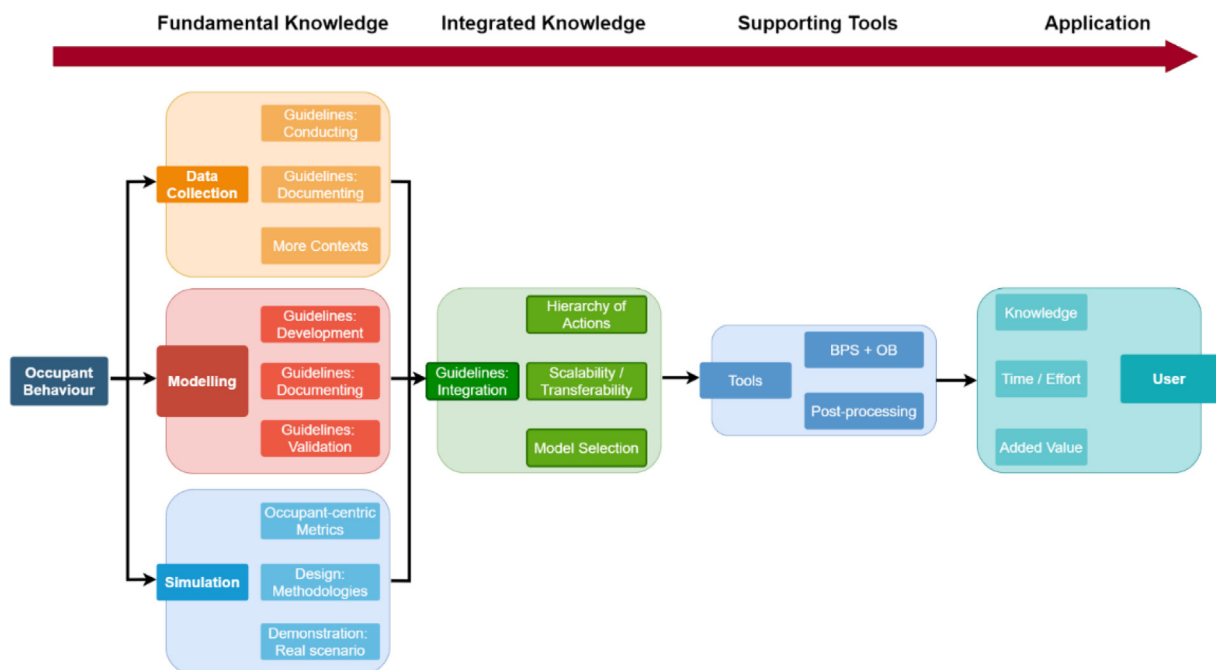 Fundamental Knowledge
Integrated Knowledge
Supporting Tools
Application
Occupant
Behaviour
Data
Collection
Guidelines:
Conducting
Guidelines:
Documenting
More Contexts
Modelling
Guidelines:
Development
Guidelines:
Documenting
Guidelines:
Validation
Simulation
Occupant-centric
Metrics
Design:
Methodologies
Demonstration:
Real scenario
Guidelines:
Integration
Hierarchy of
Actions
Scalability /
Transferability
Model Selection
Tools
BPS + OB
Post-processing
Knowledge
Time / Effort
Added Value
User